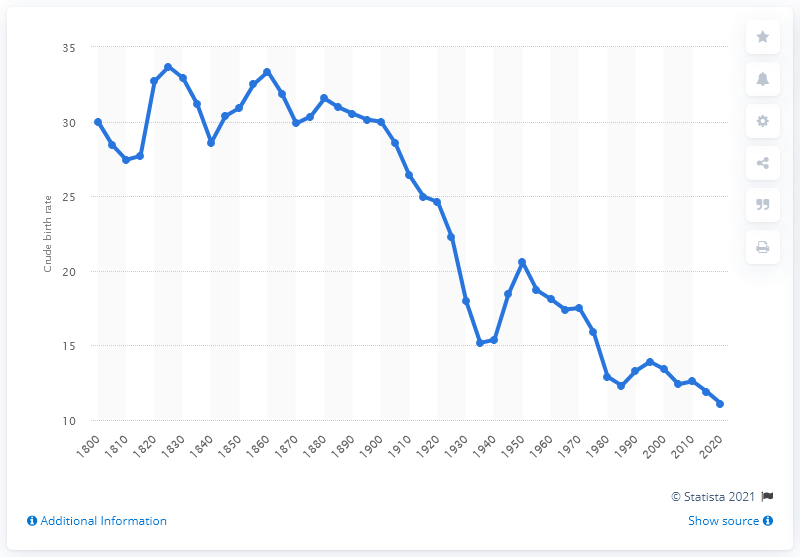 35
30
25
20
15
10
Crude birth rate
1800 1810 1820 1830 1840 1850 1860 1870 1880 1890 1900 1910 1920 1930 1940 1950 1960 1970 1980 1990 2000 2010 2020
© Statista 2021
Additional Information
Show source